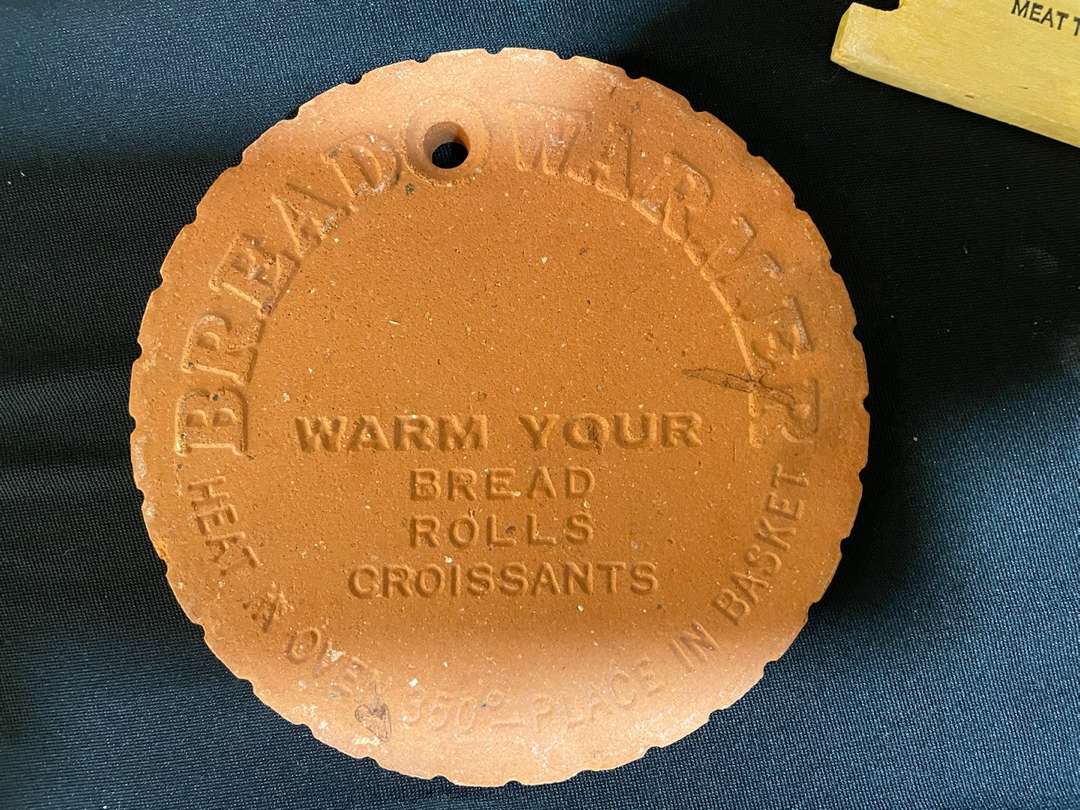 BREAD WARMER
WARM YOUR
BREAD
ROLLS
CROISSANTS
HEAT IN OVEN 350°-PLACE IN BASKET
MEAT